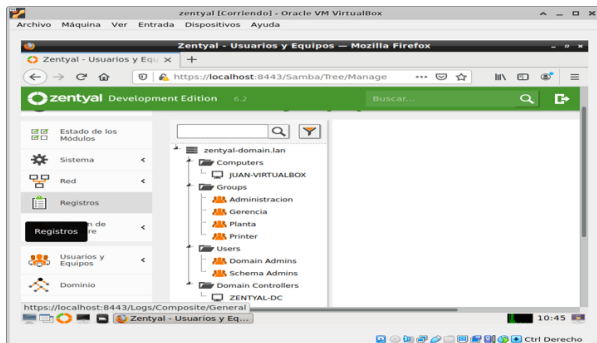 zentyal [Corriendo] - Oracle VM VirtualBox
Archivo Máquina Ver Entrada Dispositivos Ayuda
Zentyal - Usuarios y Equipos — Mozilla Firefox
Zentyal - Usuarios y Equi
https://localhost:8443/Samba/Tree/Manage
zentyal Development Edition 6.2
Buscar...
Estado de los
Módulos
Sistema
Red
Registros
n de
re
Registros
Usuarios y
Equipos
Dominio
zentyal-domain.lan
Computers
JUAN-VIRTUALBOX
Groups
Administracion
Gerencia
Planta
Printer
Users
Domain Admins
Schema Admins
Domain Controllers
ZENTYAL-DC
https://localhost:8443/Logs/Composite/General
Zentyal - Usuarios y Eq...
10:45
Ctrl Derecho